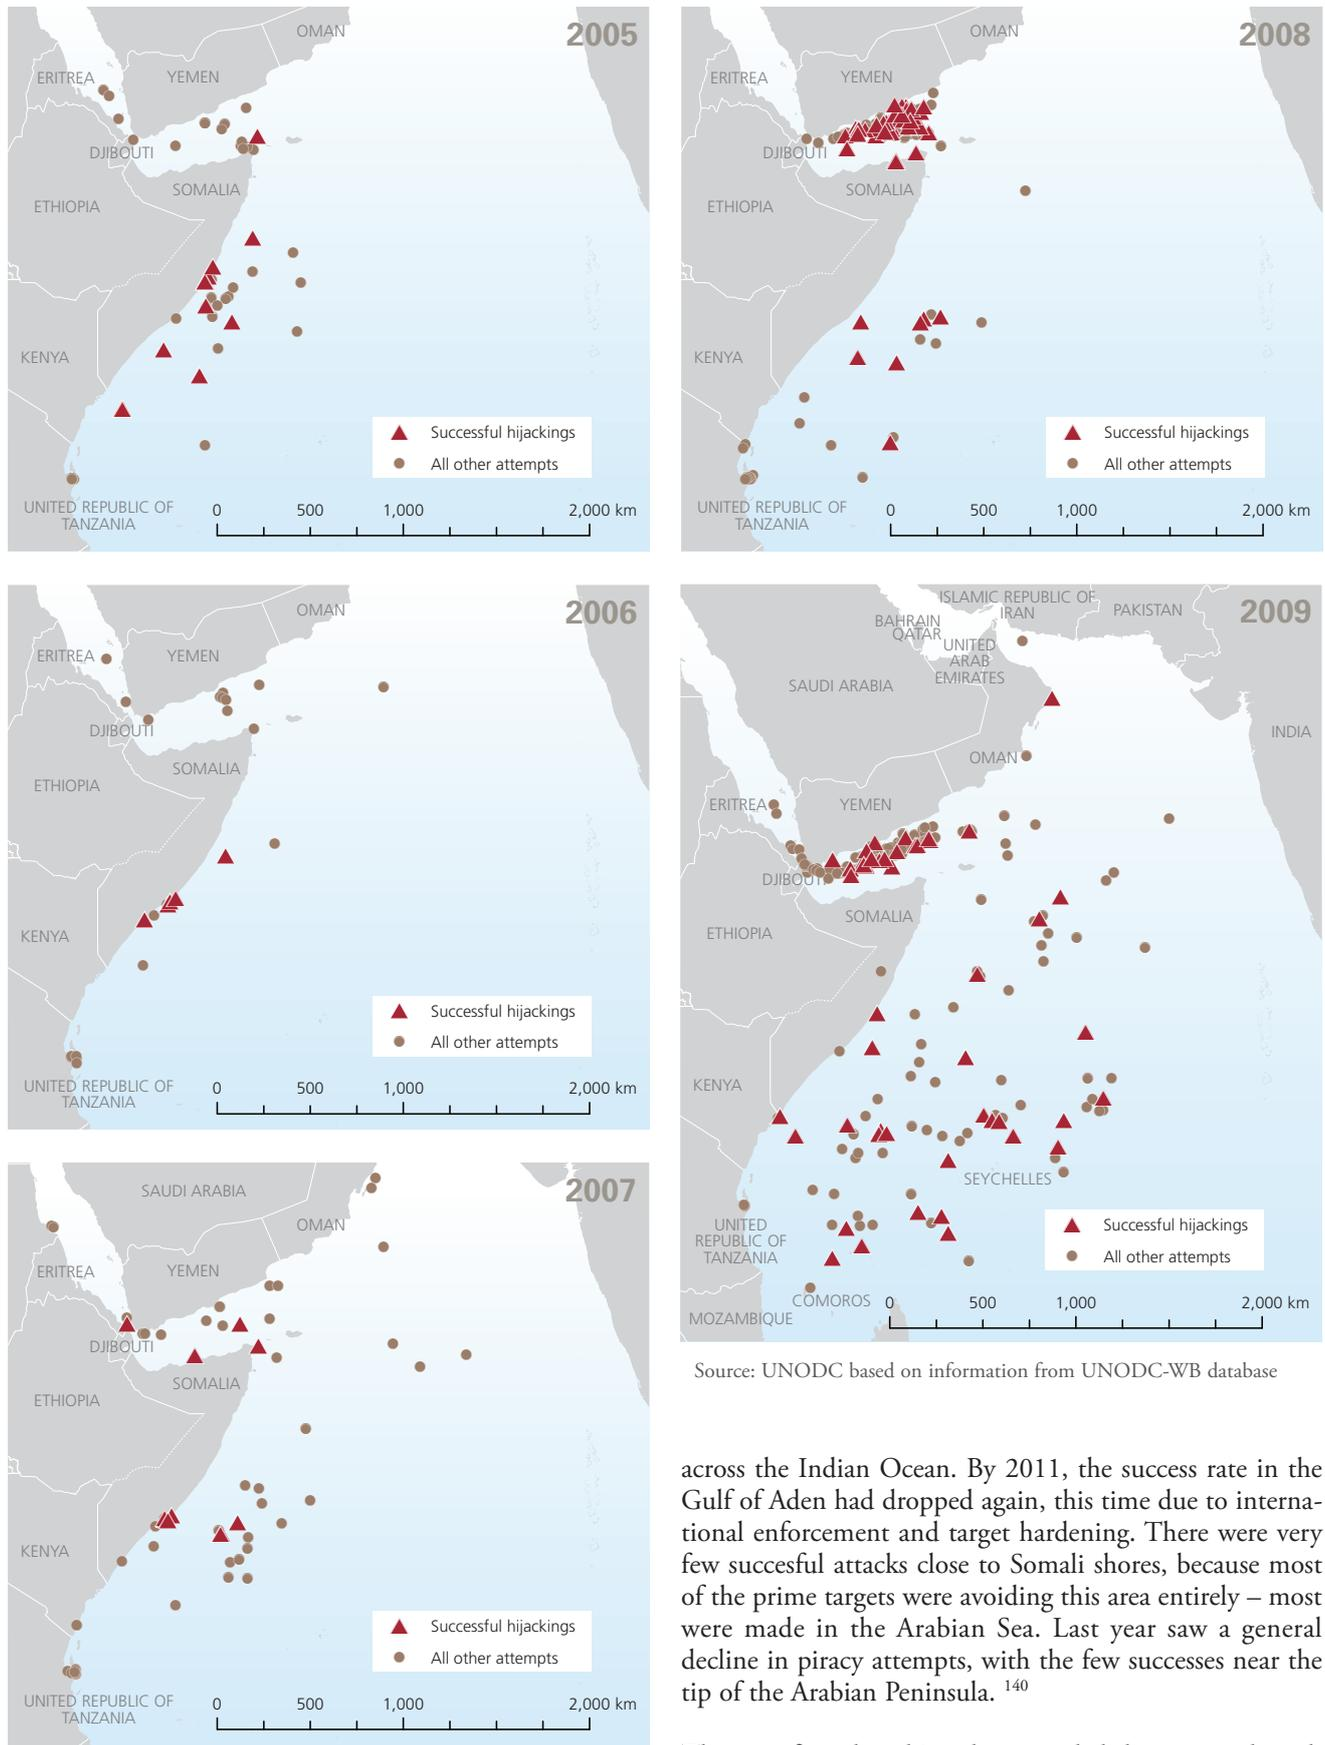 2005
OMAN
ERITREA
YEMEN
DJIBOUTI
SOMALIA
ETHIOPIA
KENYA
Successful hijackings
All other attempts
UNITED REPUBLIC OF
TANZANIA
0 500 1,000 2,000 km
2006
OMAN
ERITREA
YEMEN
DJIBOUTI
SOMALIA
ETHIOPIA
KENYA
Successful hijackings
All other attempts
UNITED REPUBLIC OF
TANZANIA
0 500 1,000 2,000 km
2007
SAUDI ARABIA
OMAN
ERITREA
YEMEN
DJIBOUTI
SOMALIA
ETHIOPIA
KENYA
Successful hijackings
All other attempts
UNITED REPUBLIC OF
TANZANIA
0 500 1,000 2,000 km
2008
OMAN
ERITREA
YEMEN
DJIBOUTI
SOMALIA
ETHIOPIA
KENYA
Successful hijackings
All other attempts
UNITED REPUBLIC OF
TANZANIA
0 500 1,000 2,000 km
2009
ISLAMIC REPUBLIC OF
IRAN
PAKISTAN
BAHRAIN
QATAR
UNITED
ARAB
EMIRATES
SAUDI ARABIA
INDIA
OMAN
ERITREA
YEMEN
DJIBOUTI
SOMALIA
ETHIOPIA
KENYA
SEYCHELLES
UNITED
REPUBLIC OF
TANZANIA
Successful hijackings
All other attempts
COMOROS
MOZAMBIQUE
0 500 1,000 2,000 km
Source: UNODC based on information from UNODC-WB database
across the Indian Ocean. By 2011, the success rate in the
Gulf of Aden had dropped again, this time due to interna-
tional enforcement and target hardening. There were very
few succesful attacks close to Somali shores, because most
of the prime targets were avoiding this area entirely – most
were made in the Arabian Sea. Last year saw a general
decline in piracy attempts, with the few successes near the
tip of the Arabian Peninsula. 140